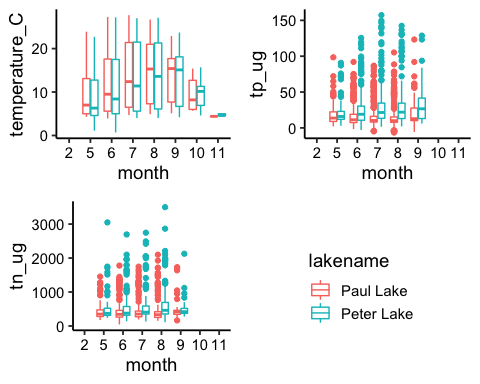 temperature_C
20
10
0
2 5 6 7 8 9 10 11
month
tp_ug
150
100
50
0
2 5 6 7 8 9 10 11
month
tn_ug
3000
2000
1000
0
2 5 6 7 8 9 10 11
month
lakename
Paul Lake
Peter Lake